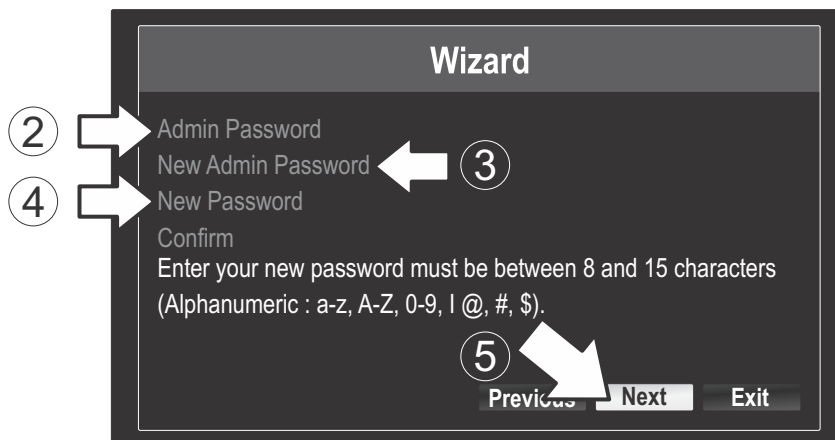 Wizard
② Admin Password
New Admin Password ③
④ New Password
Confirm
Enter your new password must be between 8 and 15 characters
(Alphanumeric : a-z, A-Z, 0-9, I @, #, $).
⑤
Previous Next Exit